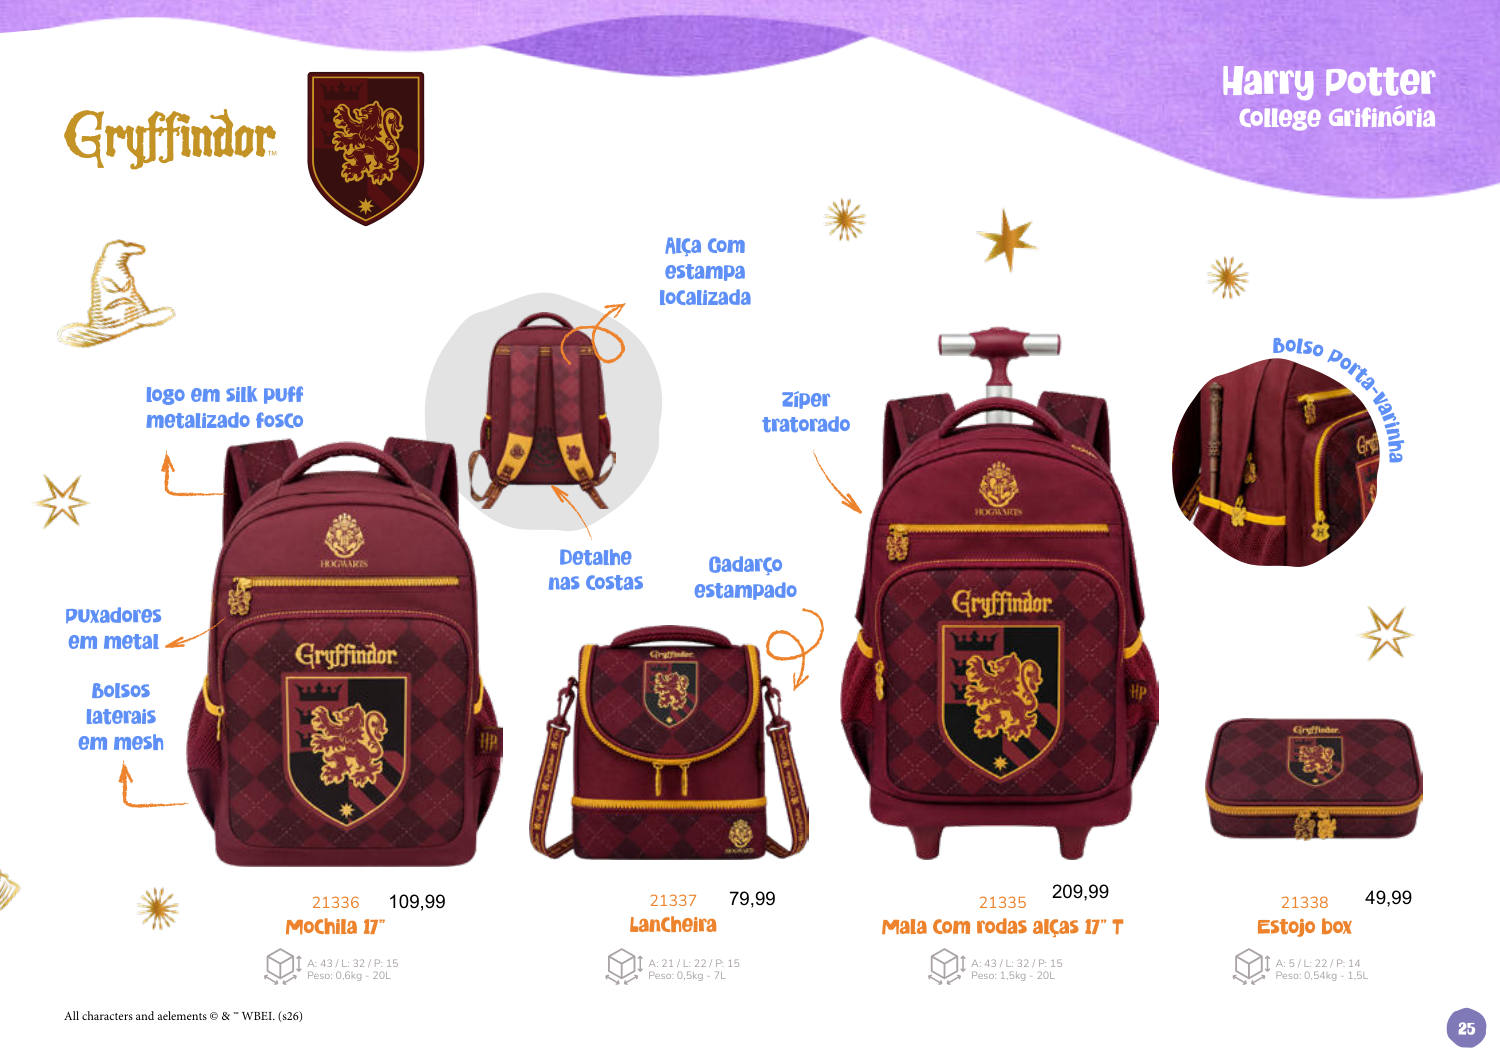 Harry Potter
College Grifinória
Gryffindor™
Alça com
estampa
localizada
Bolso porta-varinha
logo em silk puff
metalizado fosco
Zíper
tratorado
Detalhe
nas costas
Cadarço
estampado
Puxadores
em metal
Bolsos
laterais
em mesh
HOGWARTS
Gryffindor
HP
Gryffindor
HOGWARTS
Gryffindor
HP
Gryffindor
21336 109,99
Mochila 17"
A: 43 / L: 32 / P: 15
Peso: 0,6kg - 20L
21337 79,99
Lancheira
A: 21 / L: 22 / P: 15
Peso: 0,5kg - 7L
21335 209,99
Mala com rodas alças 17" T
A: 43 / L: 32 / P: 15
Peso: 1,5kg - 20L
21338 49,99
Estojo box
A: 5 / L: 22 / P: 14
Peso: 0,54kg - 1,5L
All characters and aelements © & ™ WBEI. (s26)
25